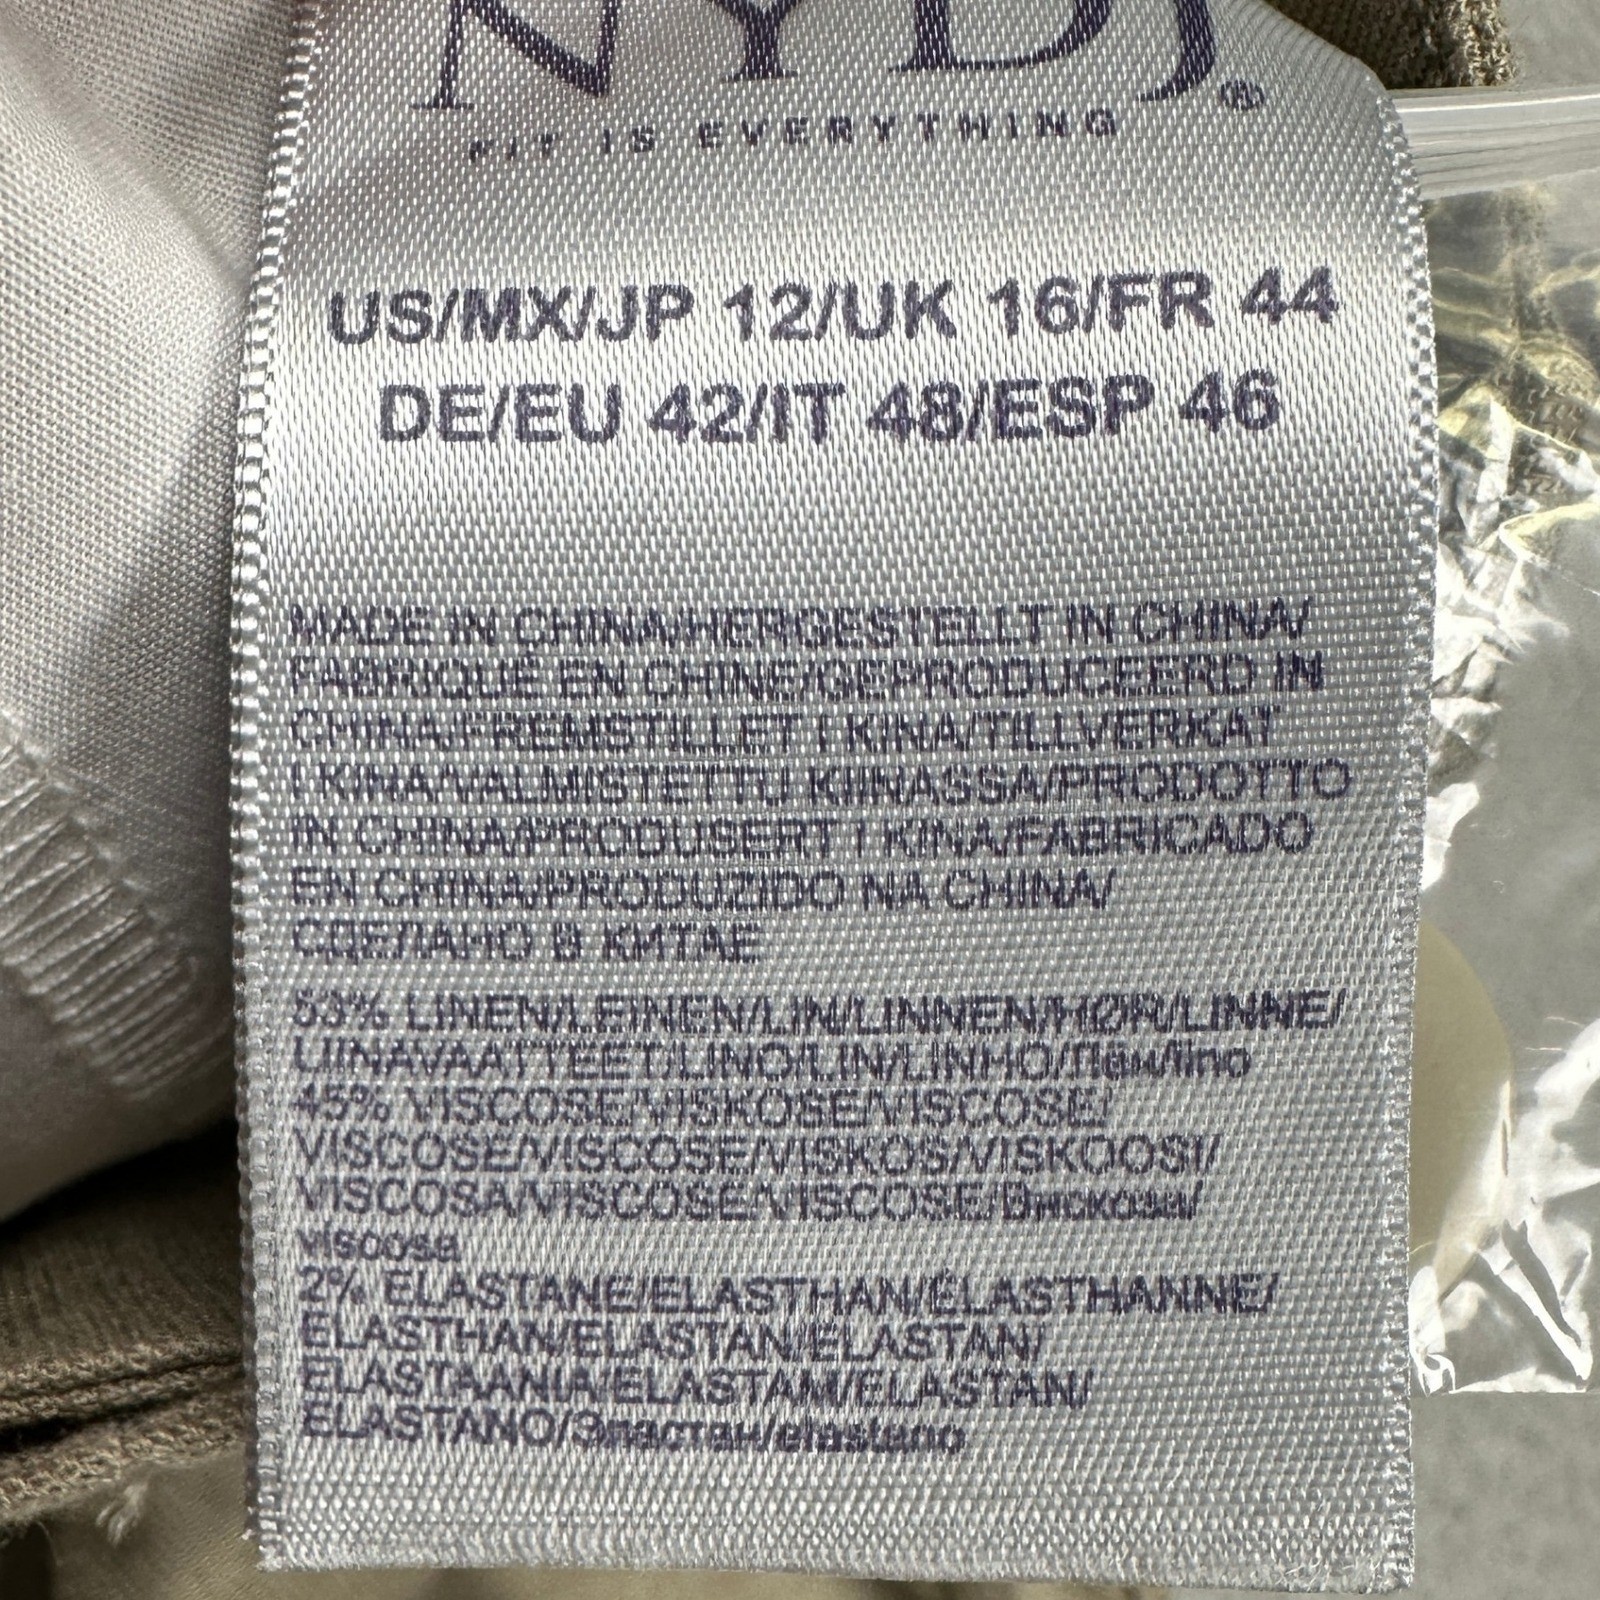 NYDJ®
FIT IS EVERYTHING
US/MX/JP 12/UK 16/FR 44
DE/EU 42/IT 48/ESP 46
MADE IN CHINA/HERGESTELLT IN CHINA/
FABRIQUÉ EN CHINE/GEPRODUCEERD IN
CHINA/FREMSTILLET I KINA/TILLVERKAT
I KINA/VALMISTETTU KIINASSA/PRODOTTO
IN CHINA/PRODUSERT I KINA/FABRICADO
EN CHINA/PRODUZIDO NA CHINA/
СДЕЛАНО В КИТАЕ
53% LINEN/LEINEN/LIN/LINNEN/HØR/LINNE/
LIINAVAATTEET/LINO/LIN/LINHO/Лён/lino
45% VISCOSE/VISKOSE/VISCOSE/
VISCOSE/VISCOSE/VISKOS/VISKOOSI/
VISCOSA/VISCOSE/VISCOSE/Вискоза/
viscosa
2% ELASTANE/ELASTHAN/ÉLASTHANNE/
ELASTHAN/ELASTAN/ELASTAN/
ELASTAANIA/ELASTAM/ELASTAN/
ELASTANO/Эластан/elastano